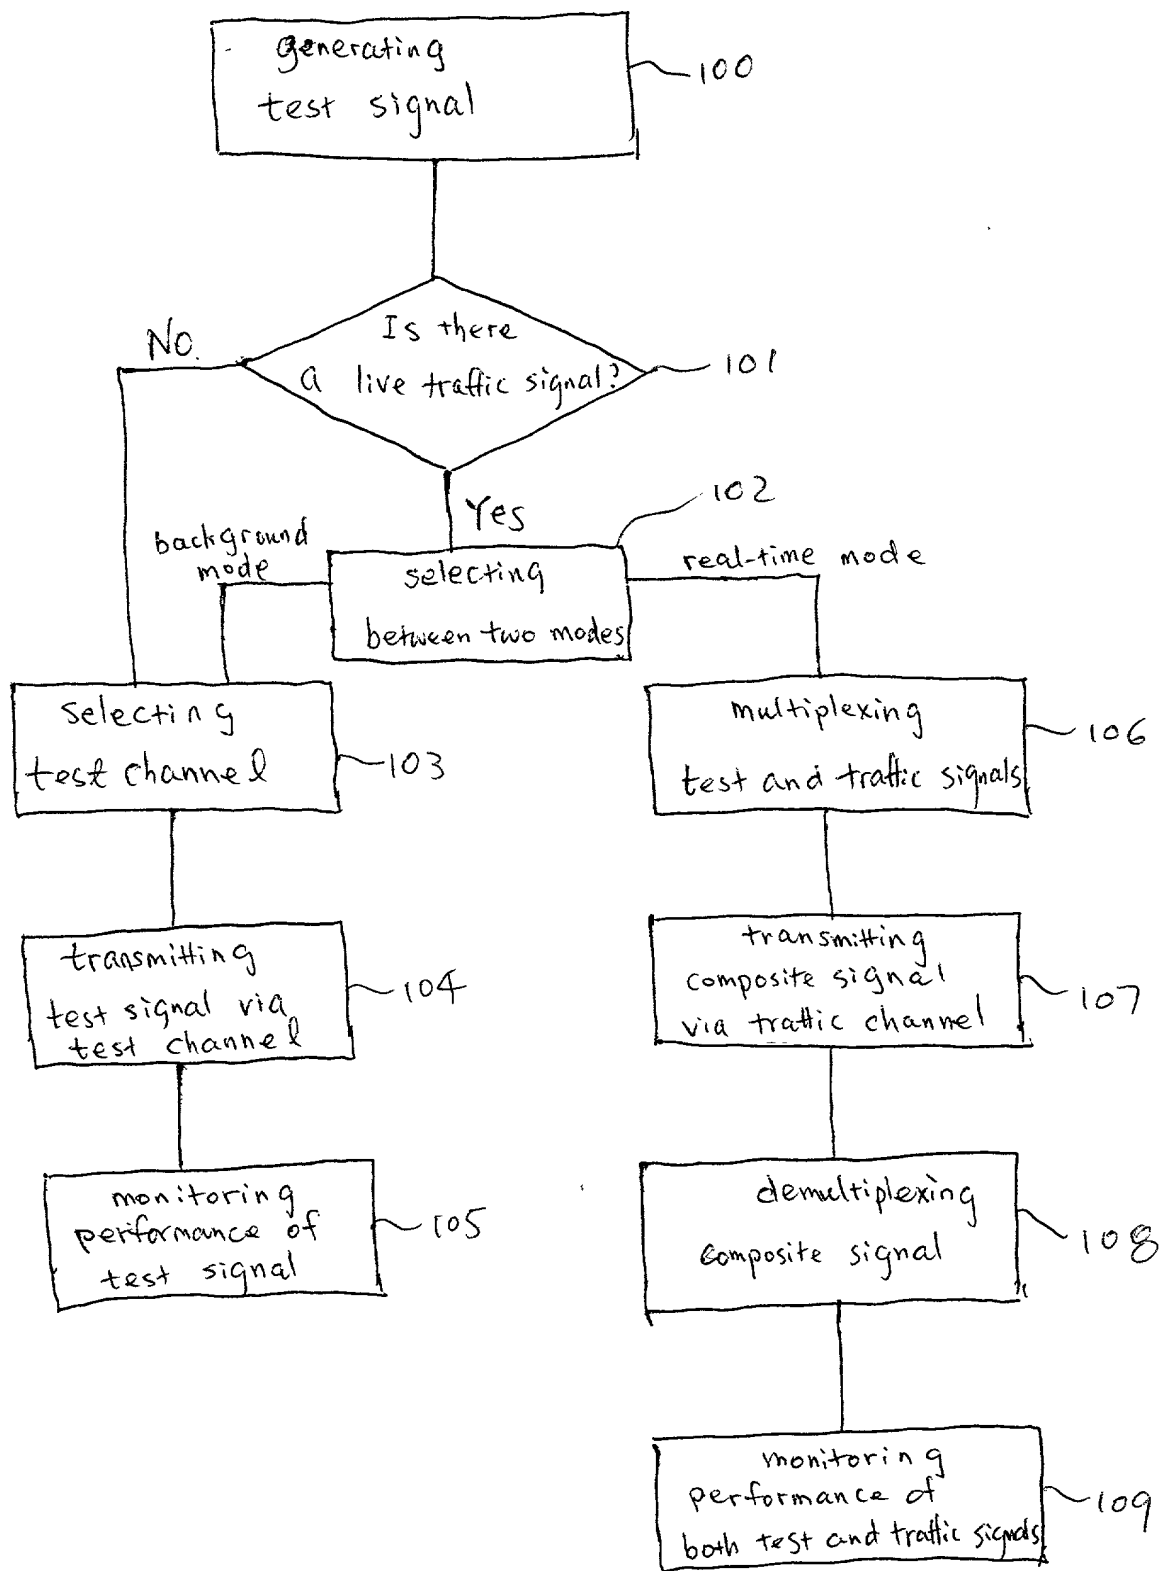 generating
test signal
100
Is there
a live traffic signal?
101
No.
Yes
102
background
mode
selecting
between two modes
real-time mode
selecting
test channel
103
multiplexing
test and traffic signals
106
transmitting
test signal via
test channel
104
transmitting
composite signal
via traffic channel
107
monitoring
performance of
test signal
105
demultiplexing
composite signal
108
monitoring
performance of
both test and traffic signals
109